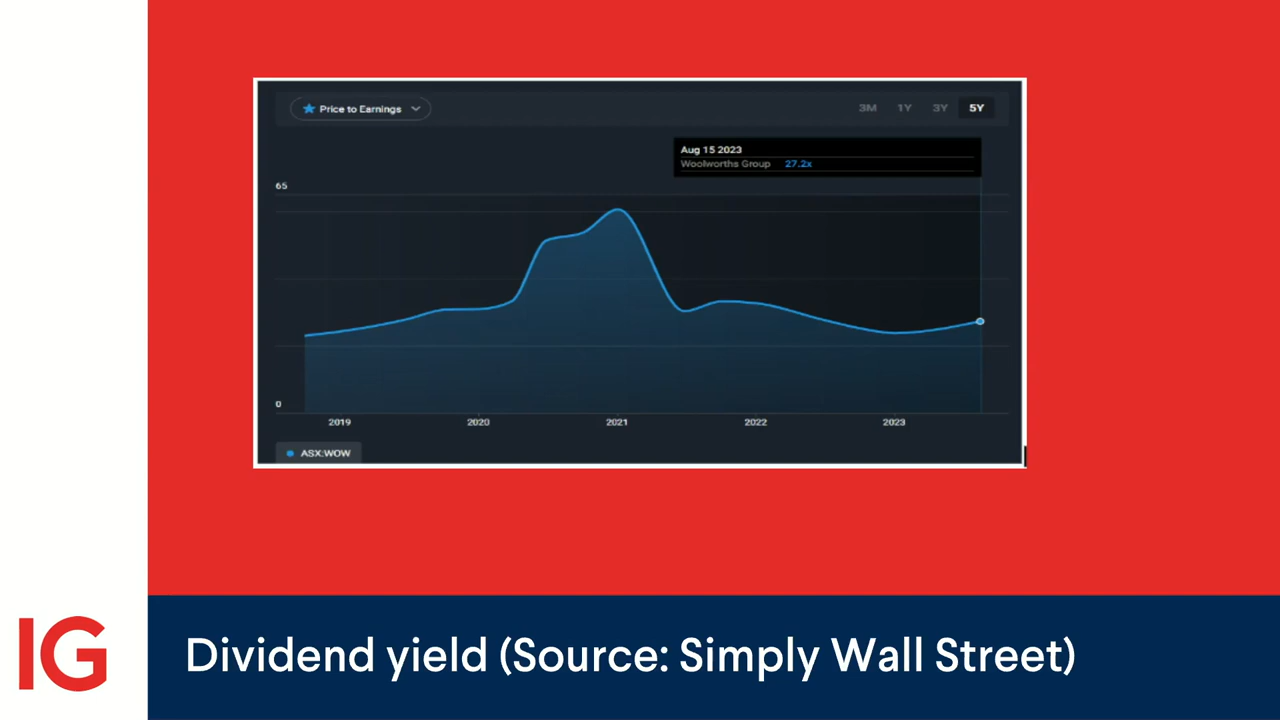 Price to Earnings
3M 1Y 3Y 5Y
Aug 15 2023
Woolworths Group 27.2x
65
0
2019 2020 2021 2022 2023
ASX:WOW
IG
Dividend yield (Source: Simply Wall Street)